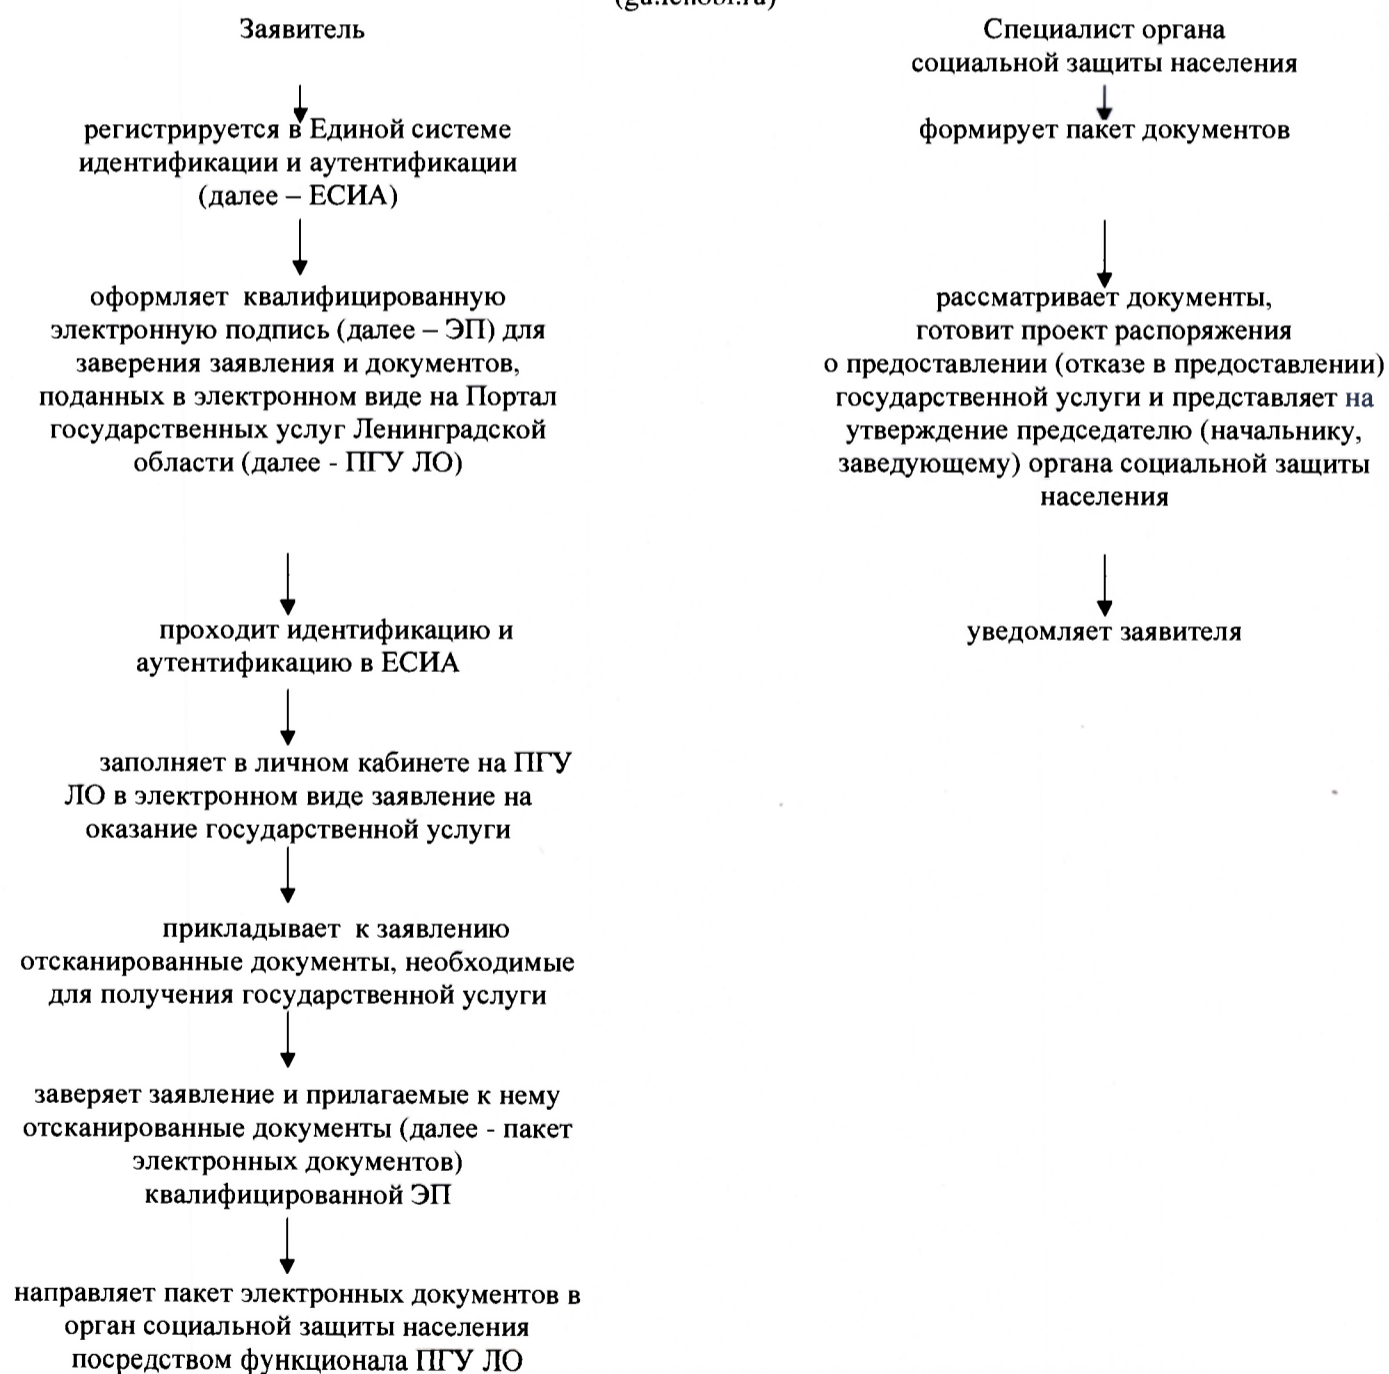 (gu.lenobl.ru)
Заявитель
регистрируется в Единой системе
идентификации и аутентификации
(далее – ЕСИА)
оформляет квалифицированную
электронную подпись (далее – ЭП) для
заверения заявления и документов,
поданных в электронном виде на Портал
государственных услуг Ленинградской
области (далее - ПГУ ЛО)
проходит идентификацию и
аутентификацию в ЕСИА
заполняет в личном кабинете на ПГУ
ЛО в электронном виде заявление на
оказание государственной услуги
прикладывает к заявлению
отсканированные документы, необходимые
для получения государственной услуги
заверяет заявление и прилагаемые к нему
отсканированные документы (далее - пакет
электронных документов)
квалифицированной ЭП
направляет пакет электронных документов в
орган социальной защиты населения
посредством функционала ПГУ ЛО
Специалист органа
социальной защиты населения
формирует пакет документов
рассматривает документы,
готовит проект распоряжения
о предоставлении (отказе в предоставлении)
государственной услуги и представляет на
утверждение председателю (начальнику,
заведующему) органа социальной защиты
населения
уведомляет заявителя